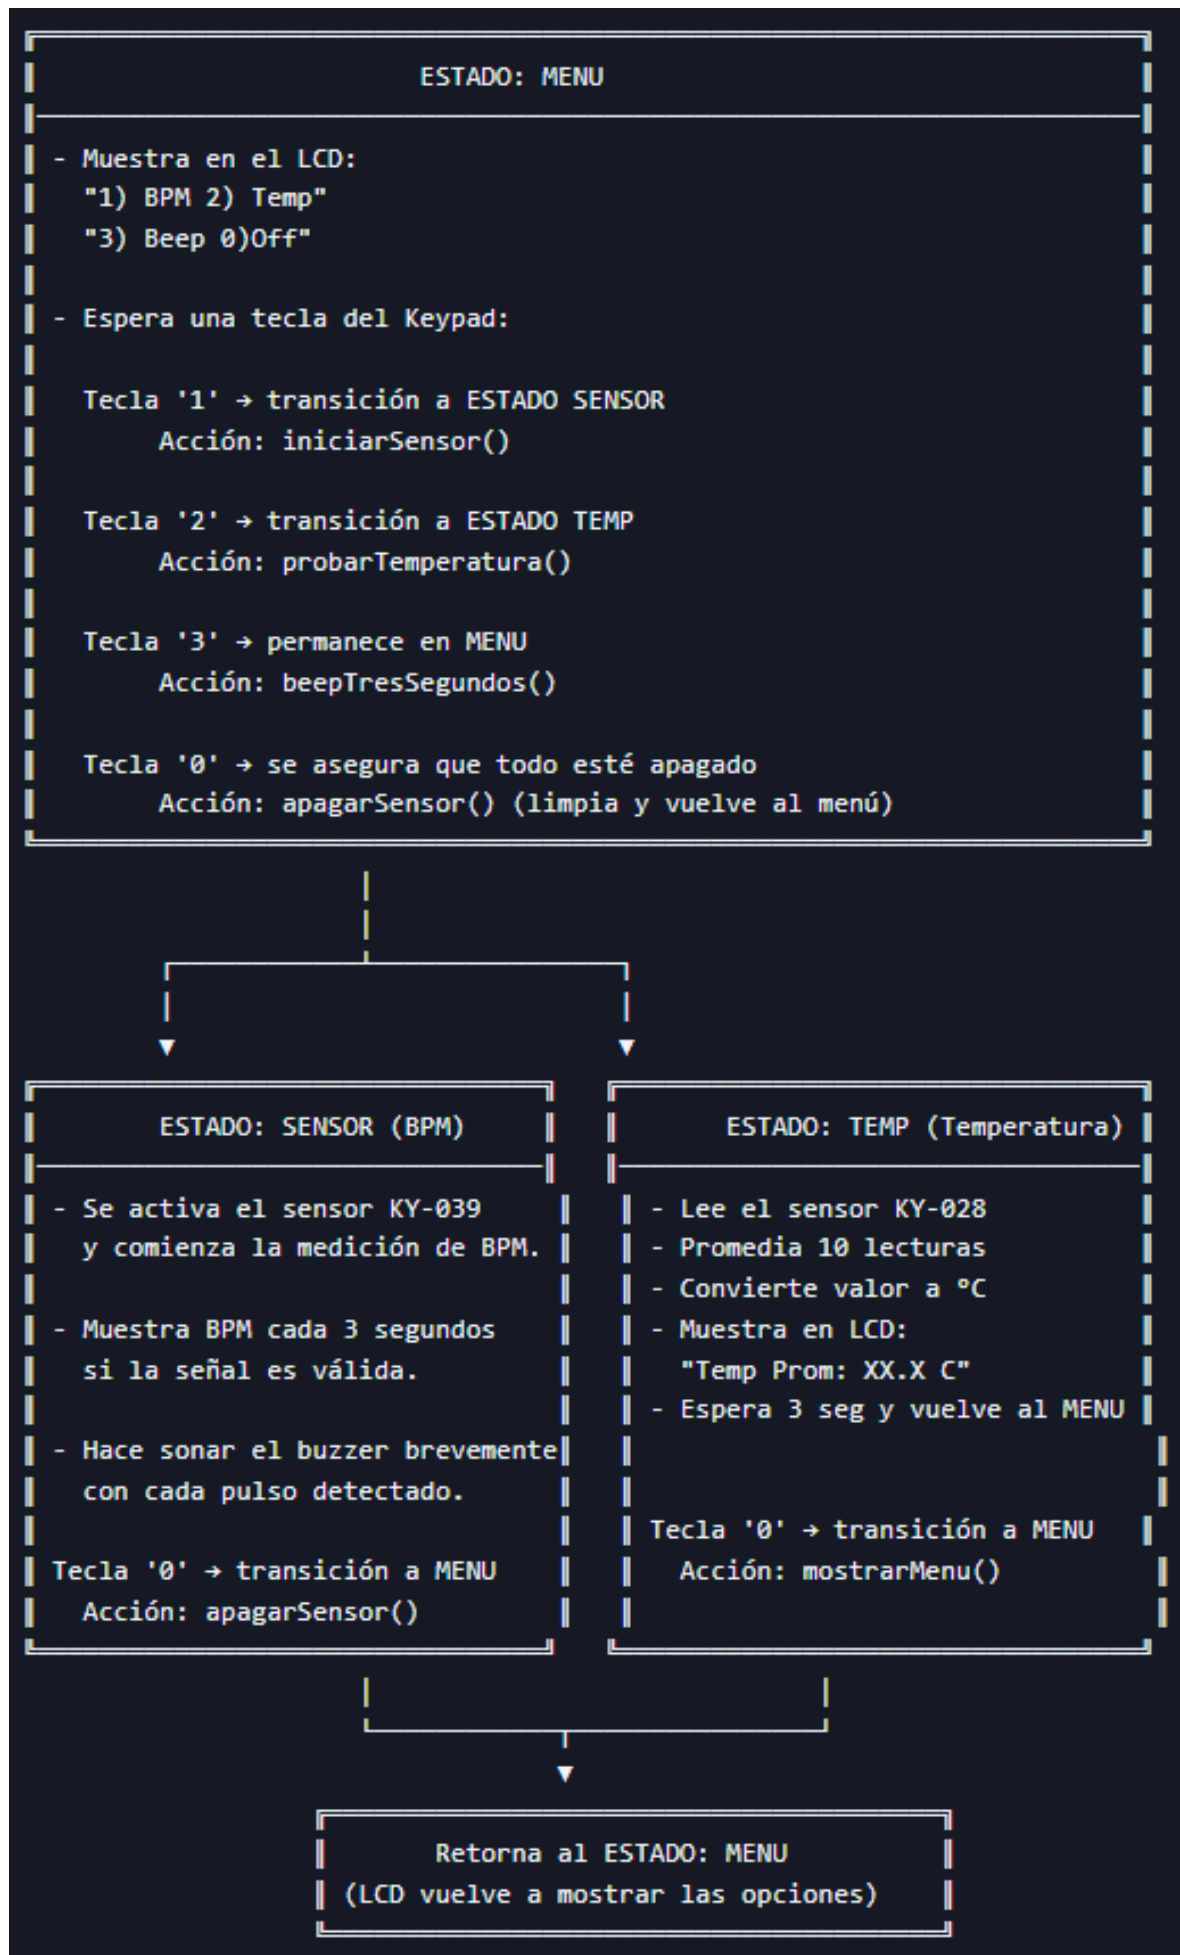 ESTADO: MENU
- Muestra en el LCD:
"1) BPM 2) Temp"
"3) Beep 0)Off"
- Espera una tecla del Keypad:
Tecla '1' → transición a ESTADO SENSOR
Acción: iniciarSensor()
Tecla '2' → transición a ESTADO TEMP
Acción: probarTemperatura()
Tecla '3' → permanece en MENU
Acción: beepTresSegundos()
Tecla '0' → se asegura que todo esté apagado
Acción: apagarSensor() (limpia y vuelve al menú)
ESTADO: SENSOR (BPM)
- Se activa el sensor KY-039
y comienza la medición de BPM.
- Muestra BPM cada 3 segundos
si la señal es válida.
- Hace sonar el buzzer brevemente
con cada pulso detectado.
Tecla '0' → transición a MENU
Acción: apagarSensor()
ESTADO: TEMP (Temperatura)
- Lee el sensor KY-028
- Promedia 10 lecturas
- Convierte valor a °C
- Muestra en LCD:
"Temp Prom: XX.X C"
- Espera 3 seg y vuelve al MENU
Tecla '0' → transición a MENU
Acción: mostrarMenu()
Retorna al ESTADO: MENU
(LCD vuelve a mostrar las opciones)